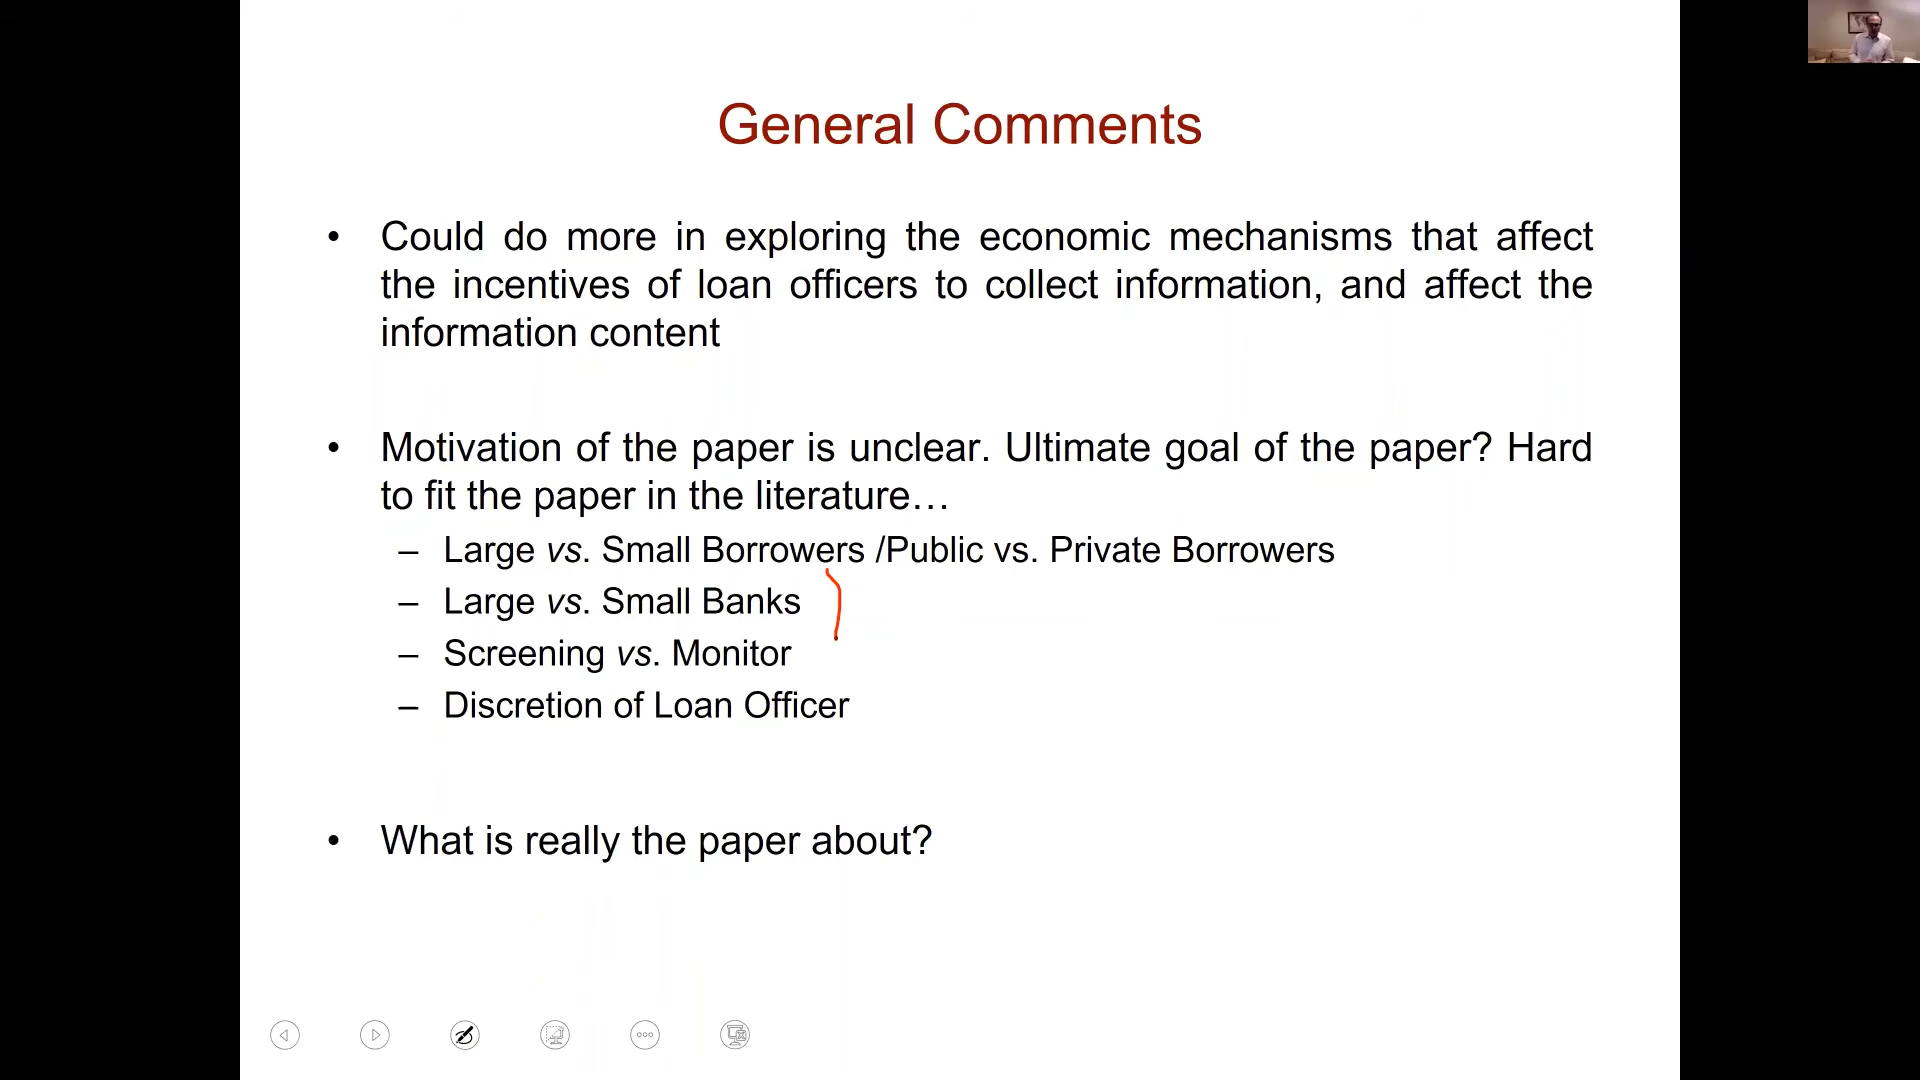 General Comments
• Could do more in exploring the economic mechanisms that affect
the incentives of loan officers to collect information, and affect the
information content
• Motivation of the paper is unclear. Ultimate goal of the paper? Hard
to fit the paper in the literature…
– Large vs. Small Borrowers /Public vs. Private Borrowers
– Large vs. Small Banks
– Screening vs. Monitor
– Discretion of Loan Officer
• What is really the paper about?